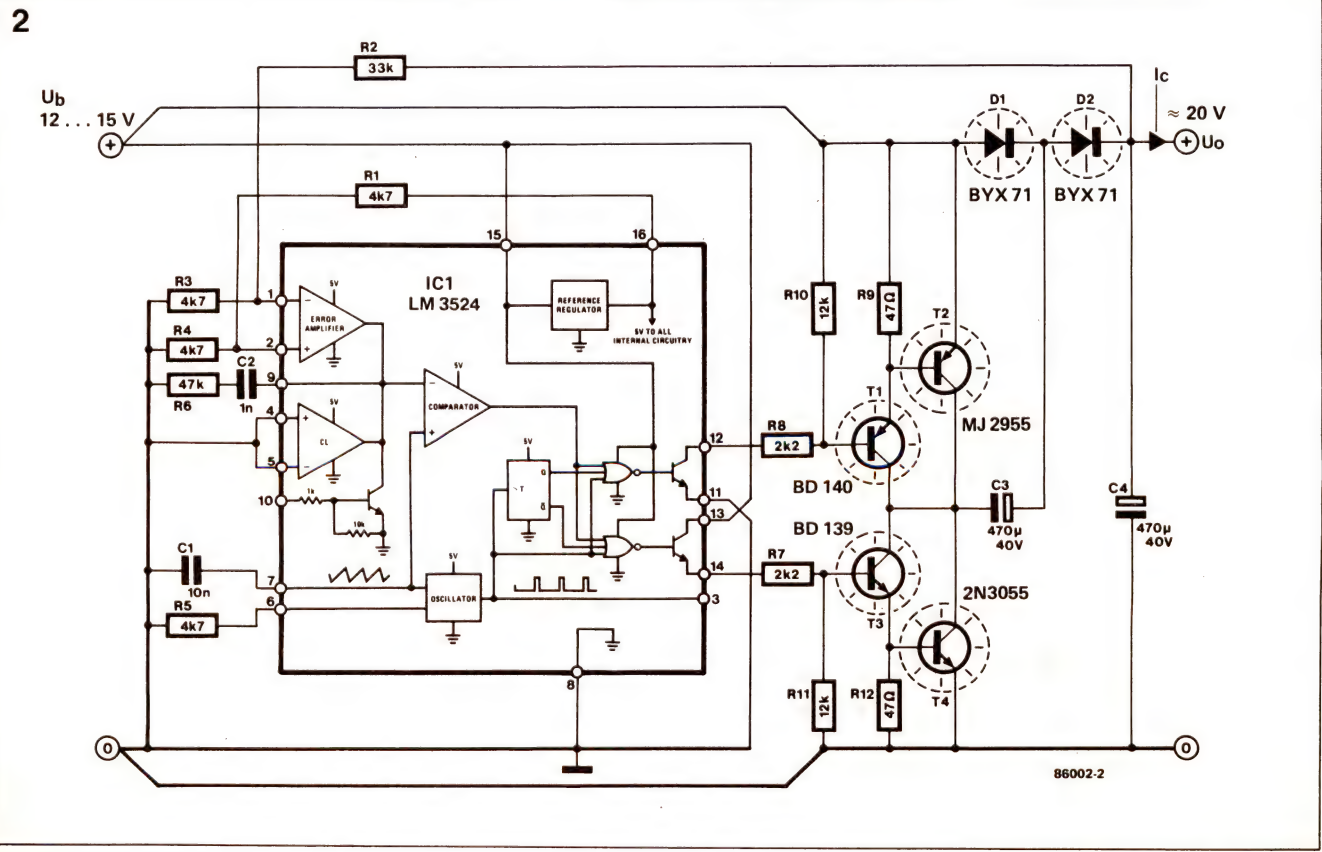 2
R2
33k
Ub
12 ... 15 V
+
Ic
≈ 20 V
+ Uo
D1
D2
BYX 71
BYX 71
R1
4k7
15
16
IC1
LM 3524
REFERENCE
REGULATOR
5V TO ALL
INTERNAL CIRCUITRY
R3
4k7
1
5V
−
ERROR
AMPLIFIER
+
R4
4k7
2
C2
1n
9
47k
R6
4
5V
+
CL
−
5
10
1k
10k
5V
−
COMPARATOR
+
5V
T
Q
Q̄
12
11
13
14
3
C1
10n
7
6
R5
4k7
5V
OSCILLATOR
8
R10
12k
R9
47Ω
T2
MJ 2955
T1
R8
2k2
BD 140
BD 139
R7
2k2
T3
2N3055
T4
R11
12k
R12
47Ω
C3
470µ
40V
C4
470µ
40V
0
0
86002-2